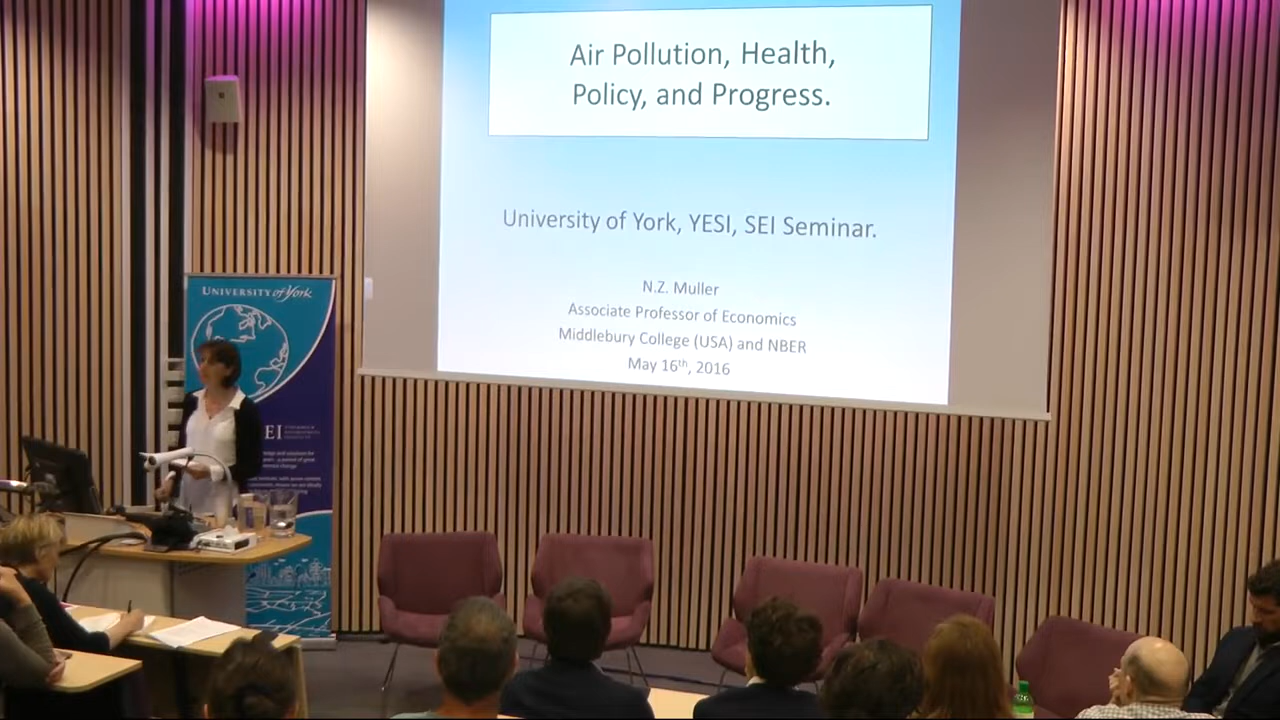 Air Pollution, Health,
Policy, and Progress.
University of York, YESI, SEI Seminar.
N.Z. Muller
Associate Professor of Economics
Middlebury College (USA) and NBER
May 16th, 2016
UNIVERSITY of York
EI